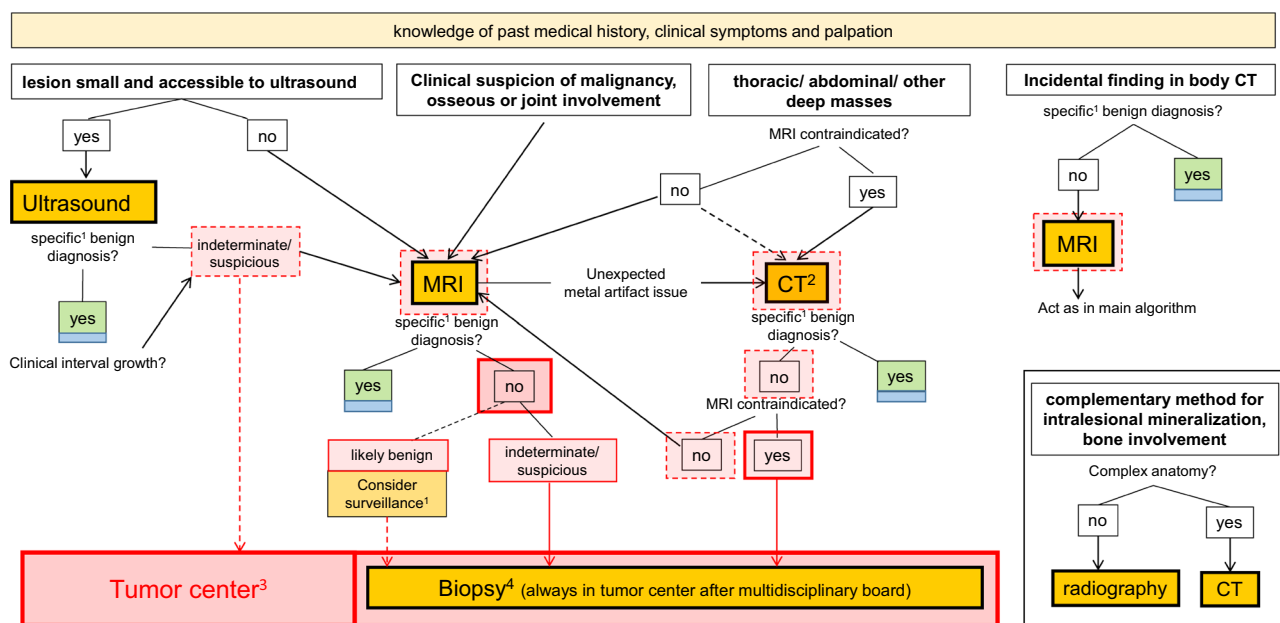 knowledge of past medical history, clinical symptoms and palpation
lesion small and accessible to ultrasound
yes
no
Ultrasound
specific¹ benign
diagnosis?
yes
indeterminate/
suspicious
Clinical interval growth?
Clinical suspicion of malignancy,
osseous or joint involvement
MRI
specific¹ benign
diagnosis?
yes
no
likely benign
Consider
surveillance¹
indeterminate/
suspicious
Unexpected
metal artifact issue
thoracic/ abdominal/ other
deep masses
MRI contraindicated?
no
yes
CT²
specific¹ benign
diagnosis?
no
yes
MRI contraindicated?
no
yes
Tumor center³
Biopsy⁴ (always in tumor center after multidisciplinary board)
Incidental finding in body CT
specific¹ benign diagnosis?
no
yes
MRI
Act as in main algorithm
complementary method for
intralesional mineralization,
bone involvement
Complex anatomy?
no
yes
radiography
CT